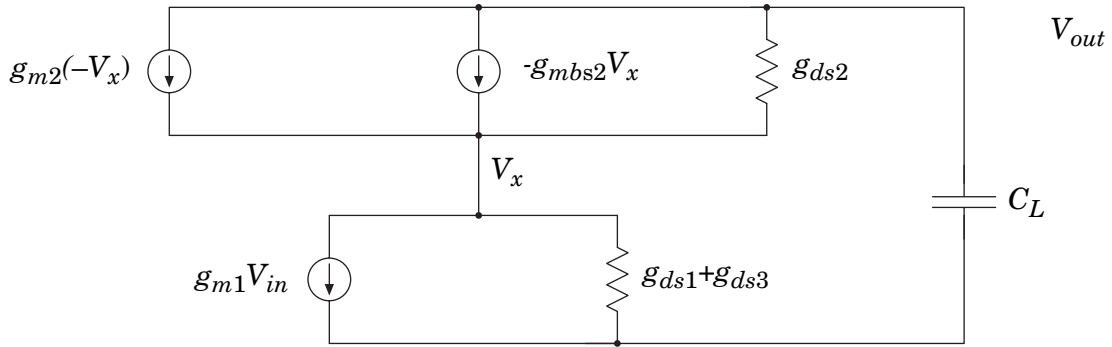 V_out
g_m2(–V_x)
-g_mbs2V_x
g_ds2
V_x
C_L
g_m1V_in
g_ds1+g_ds3